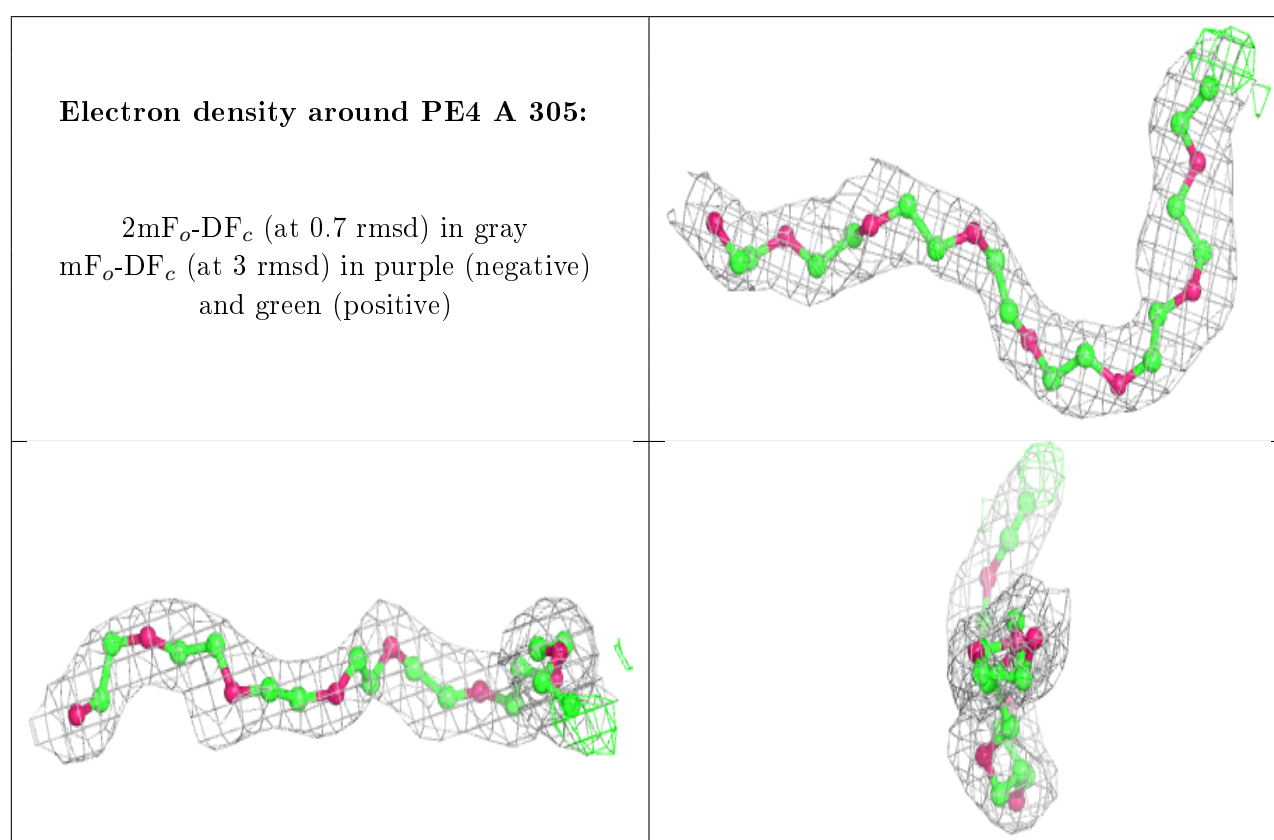 Electron density around PE4 A 305:
2mFo-DFc (at 0.7 rmsd) in gray
mFo-DFc (at 3 rmsd) in purple (negative)
and green (positive)